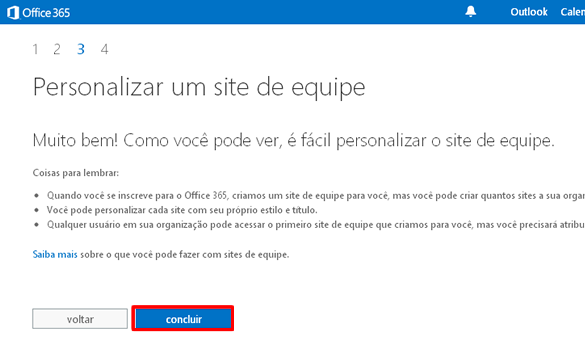 Office 365 Outlook Calen
1 2 3 4
Personalizar um site de equipe
Muito bem! Como você pode ver, é fácil personalizar o site de equipe.
Coisas para lembrar:
• Quando você se inscreve para o Office 365, criamos um site de equipe para você, mas você pode criar quantos sites a sua orga
• Você pode personalizar cada site com seu próprio estilo e título.
• Qualquer usuário em sua organização pode acessar o primeiro site de equipe que criamos para você, mas você precisará atribu
Saiba mais sobre o que você pode fazer com sites de equipe.
voltar concluir